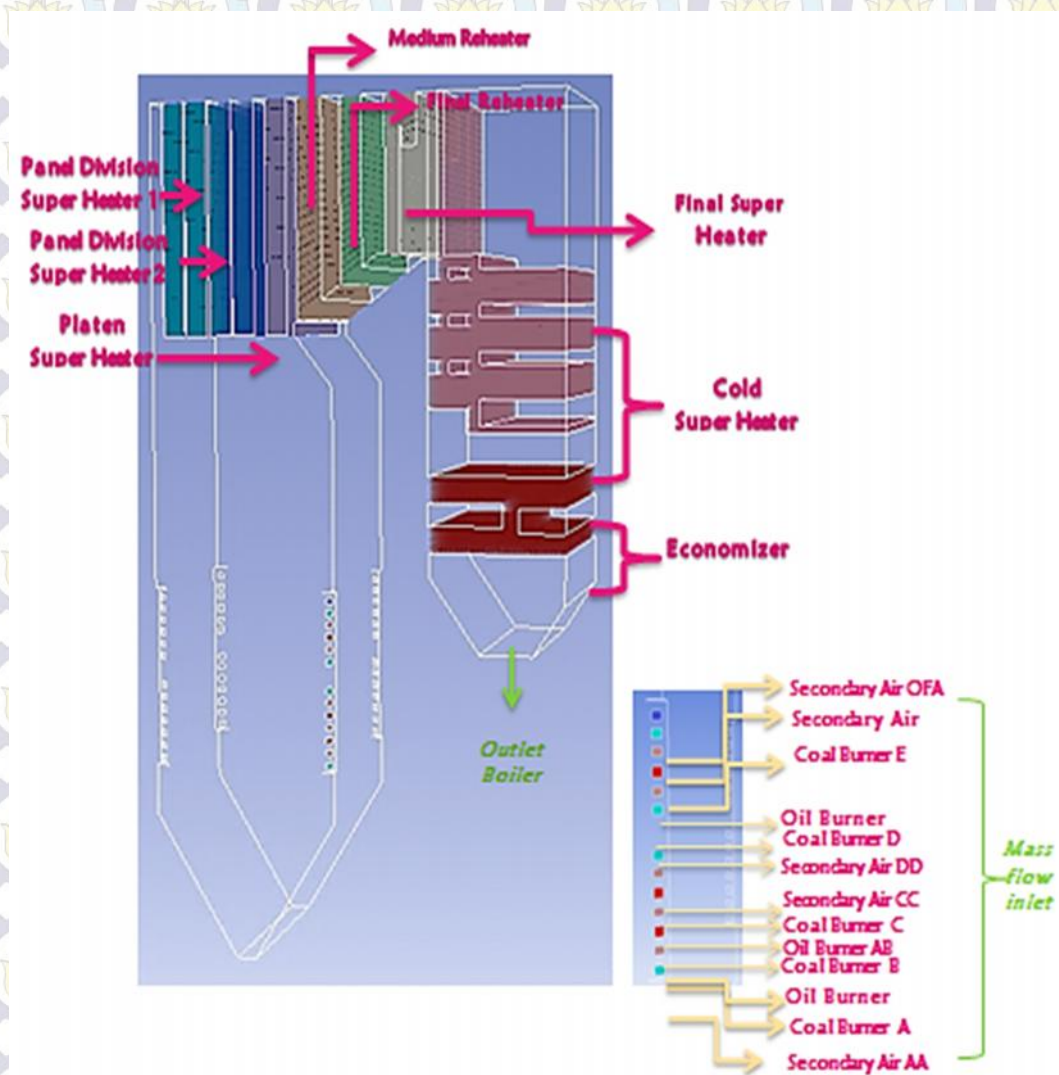 Medium Reheater
Final Reheater
Panel Division
Super Heater 1
Panel Division
Super Heater 2
Platen
Super Heater
Final Super
Heater
Cold
Super Heater
Economizer
Outlet
Boiler
Secondary Air OFA
Secondary Air
Coal Burner E
Oil Burner
Coal Burner D
Secondary Air DD
Secondary Air CC
Coal Burner C
Oil Burner AB
Coal Burner B
Oil Burner
Coal Burner A
Secondary Air AA
Mass
flow
inlet